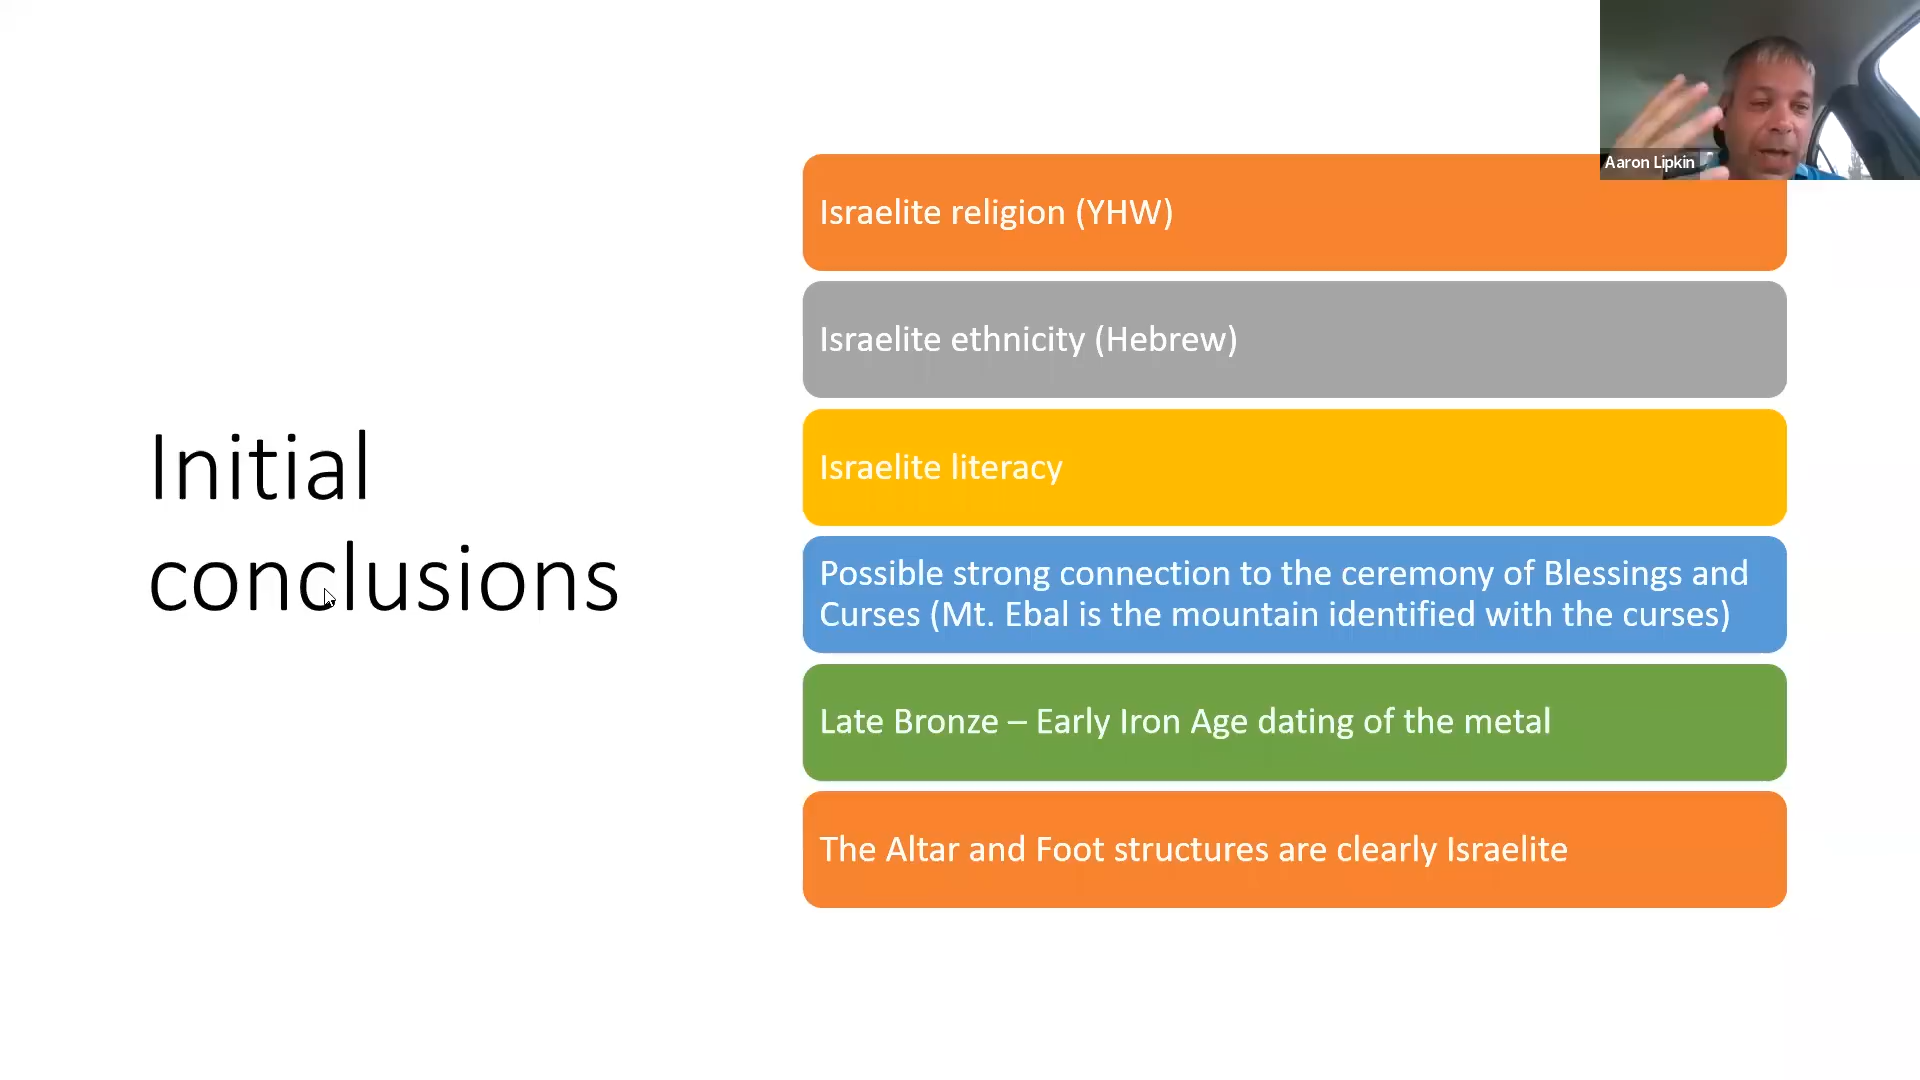 Aaron Lipkin
Initial
conclusions
Israelite religion (YHW)
Israelite ethnicity (Hebrew)
Israelite literacy
Possible strong connection to the ceremony of Blessings and
Curses (Mt. Ebal is the mountain identified with the curses)
Late Bronze – Early Iron Age dating of the metal
The Altar and Foot structures are clearly Israelite